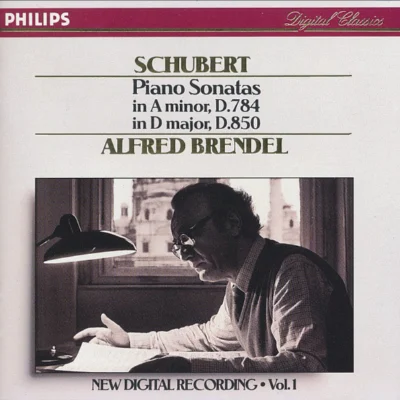 PHILIPS
Digital Classics
SCHUBERT
Piano Sonatas
in A minor, D.784
in D major, D.850
ALFRED BRENDEL
NEW DIGITAL RECORDING • Vol. 1